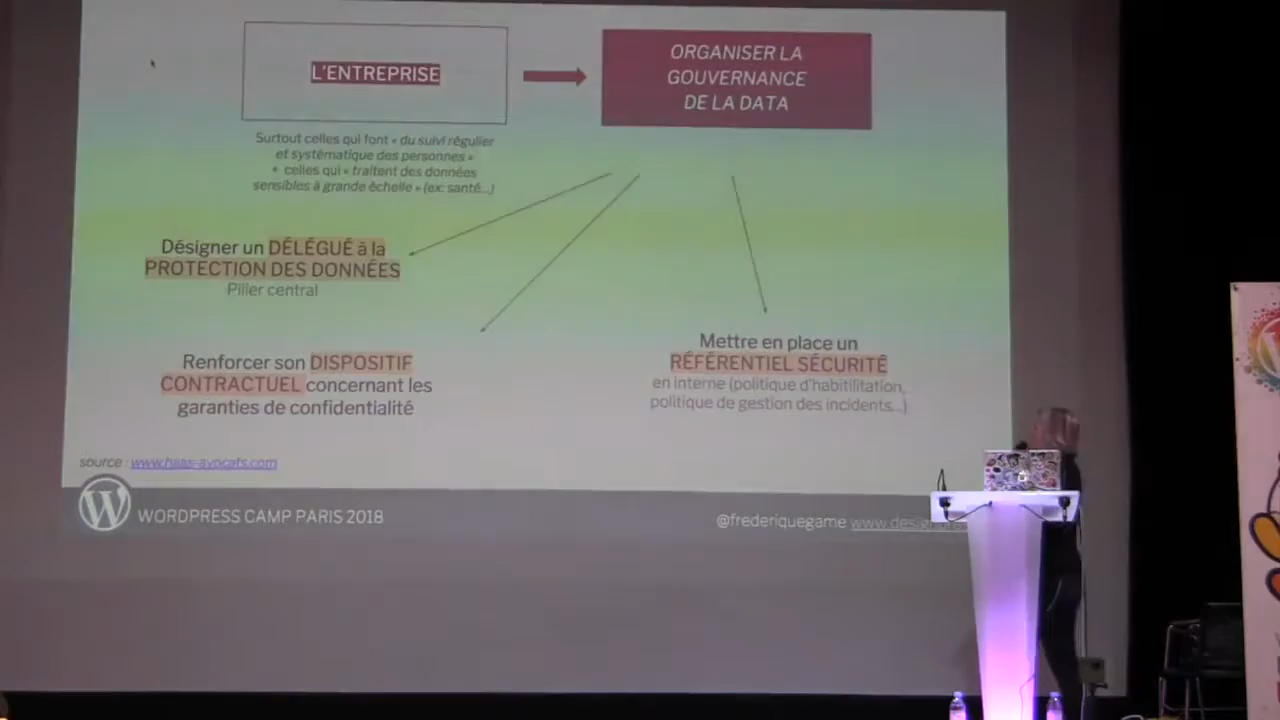 L'ENTREPRISE
ORGANISER LA
GOUVERNANCE
DE LA DATA
Surtout celles qui font « du suivi régulier
et systématique des personnes »
+ celles qui « traitent des données
sensibles à grande échelle » (ex: santé...)
Désigner un DÉLÉGUÉ à la
PROTECTION DES DONNÉES
Pilier central
Renforcer son DISPOSITIF
CONTRACTUEL concernant les
garanties de confidentialité
Mettre en place un
RÉFÉRENTIEL SÉCURITÉ
en interne (politique d'habitilitation,
politique de gestion des incidents...)
source : www.haas-avocats.com
WORDPRESS CAMP PARIS 2018
@frederiquegame www.desig